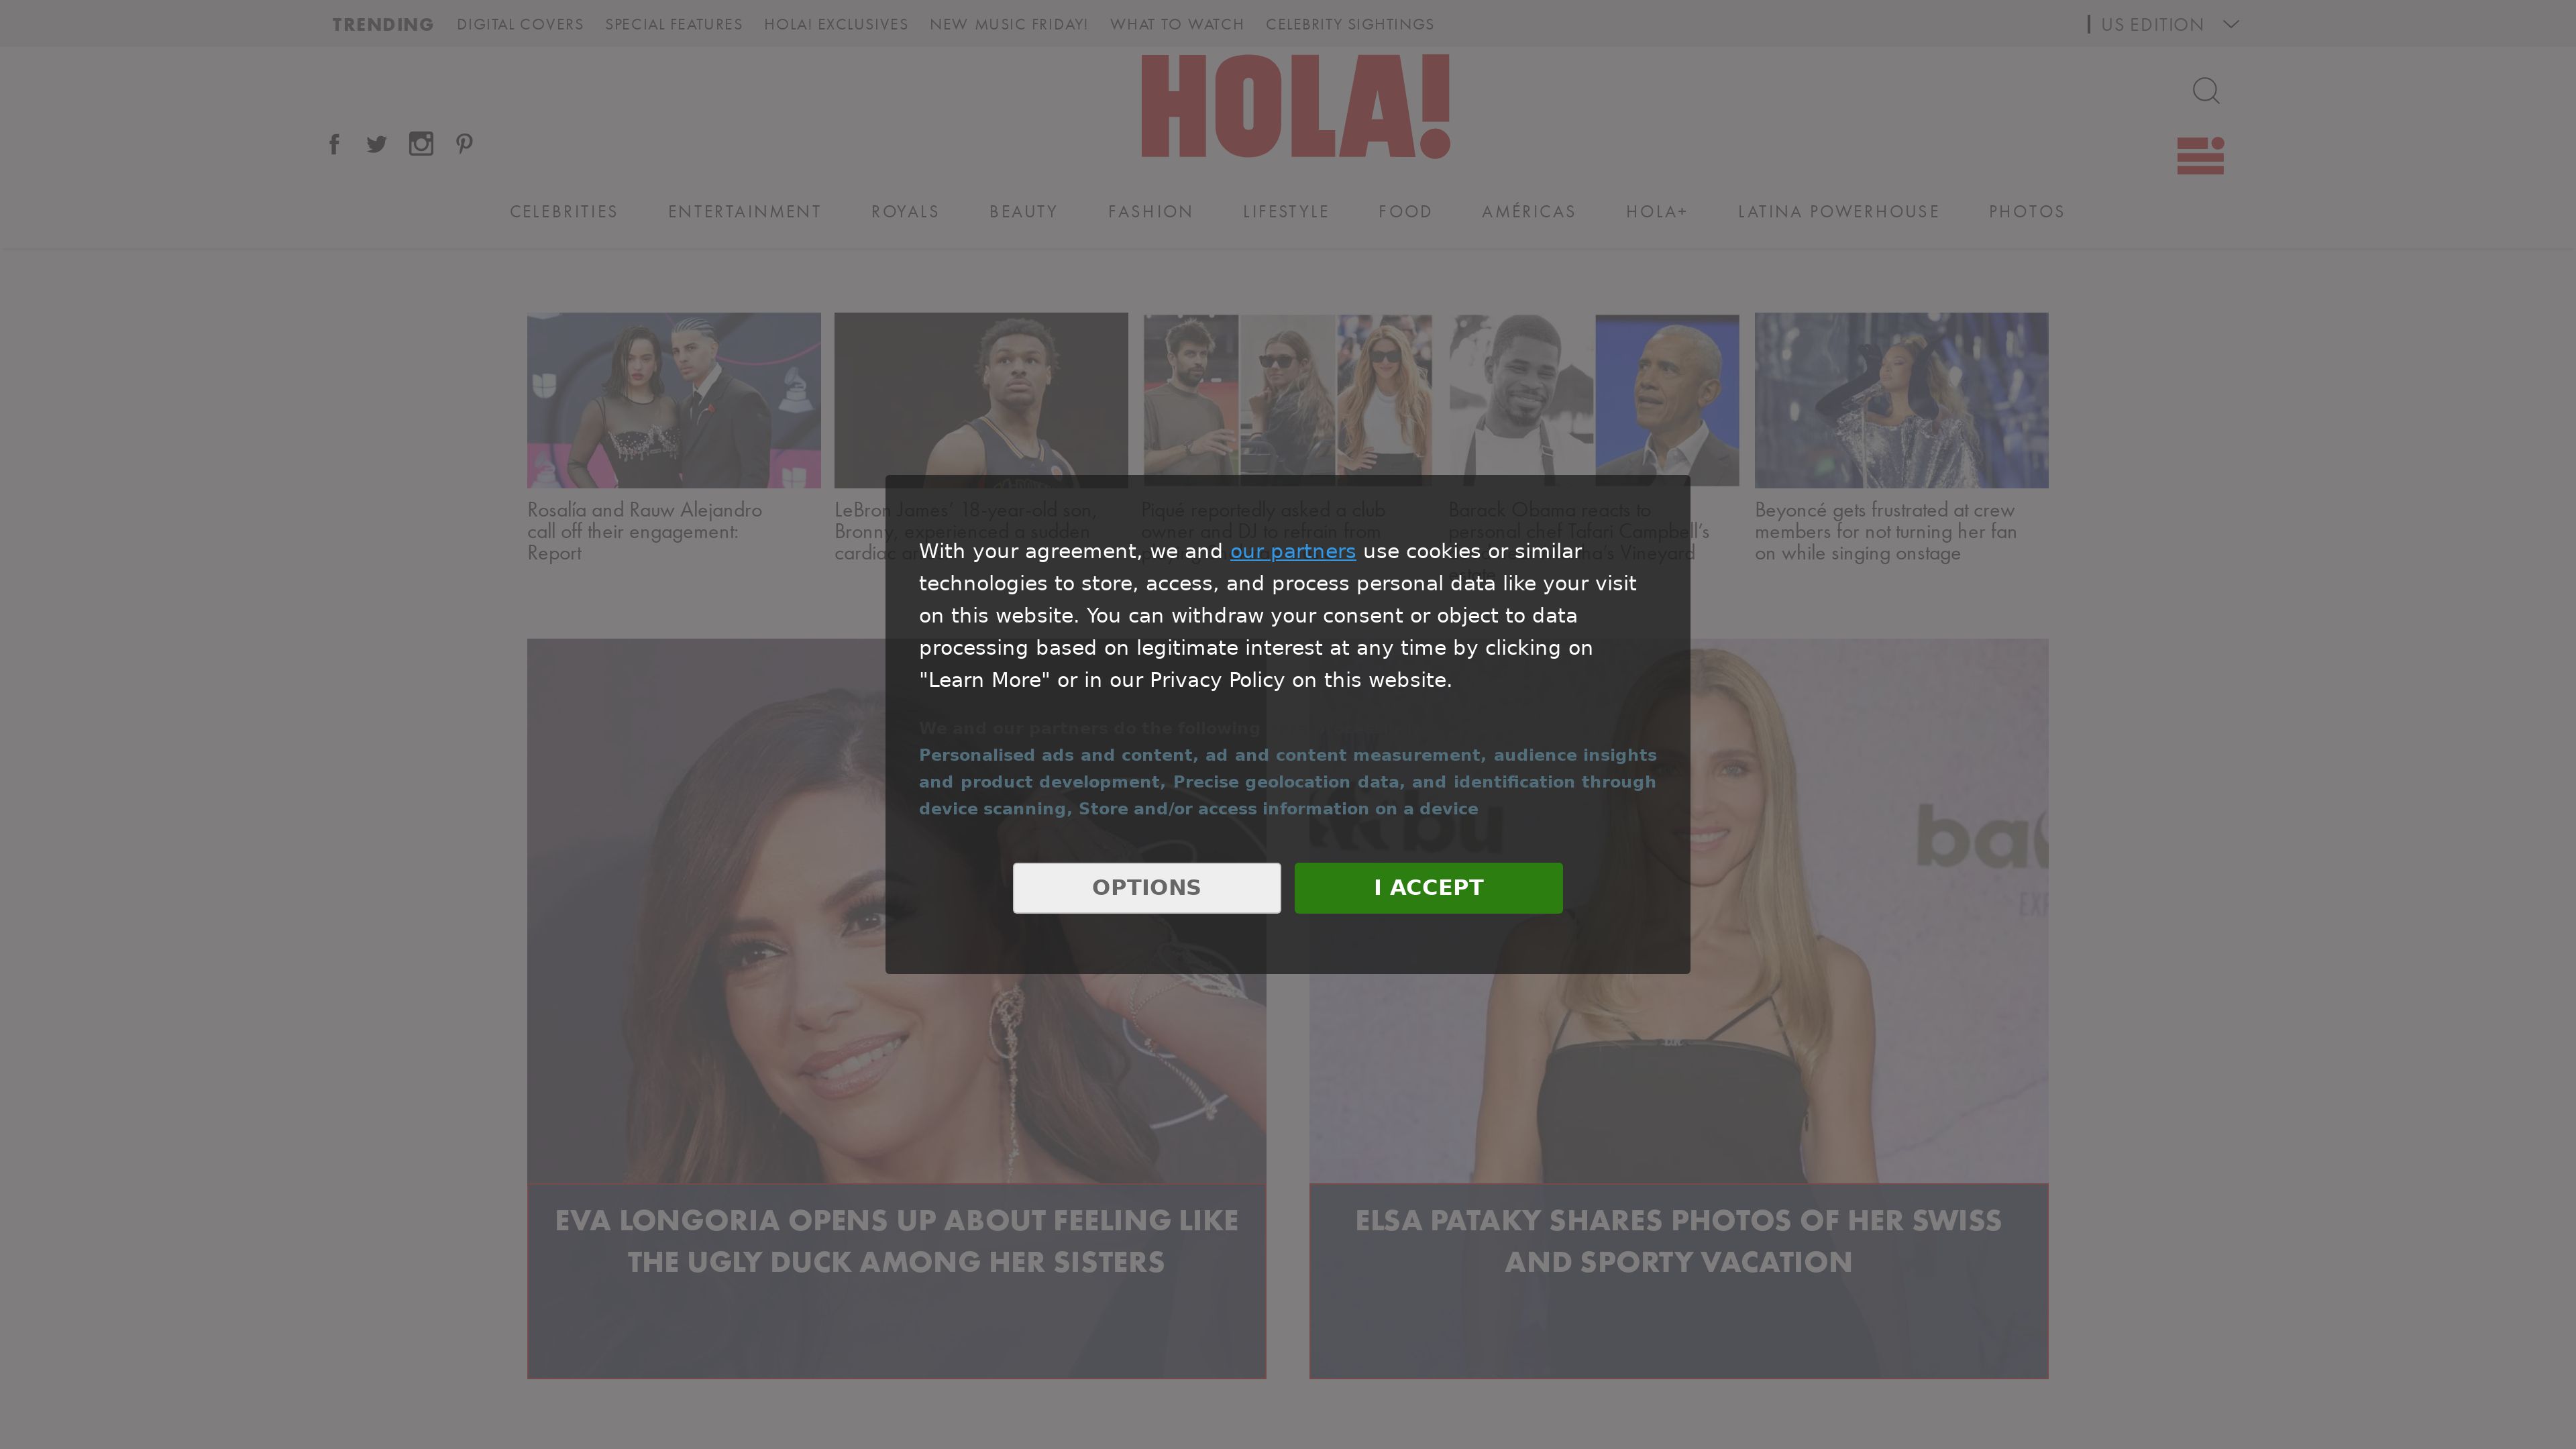 TRENDING DIGITAL COVERS SPECIAL FEATURES HOLA! EXCLUSIVES NEW MUSIC FRIDAY! WHAT TO WATCH CELEBRITY SIGHTINGS US EDITION
HOLA!
CELEBRITIES ENTERTAINMENT ROYALS BEAUTY FASHION LIFESTYLE FOOD AMÉRICAS HOLA+ LATINA POWERHOUSE PHOTOS
Rosalía and Rauw Alejandro
call off their engagement:
Report
LeBron James' 18-year-old son,
Bronny, experienced a sudden
cardiac
Piqué reportedly asked a club
owner and DJ to refrain from
Barack Obama reacts to
personal chef Tafari Campbell's
Vineyard
Beyoncé gets frustrated at crew
members for not turning her fan
on while singing onstage
With your agreement, we and our partners use cookies or similar
technologies to store, access, and process personal data like your visit
on this website. You can withdraw your consent or object to data
processing based on legitimate interest at any time by clicking on
"Learn More" or in our Privacy Policy on this website.
We and our partners do the following
Personalised ads and content, ad and content measurement, audience insights
and product development, Precise geolocation data, and identification through
device scanning, Store and/or access information on a device
OPTIONS I ACCEPT
EVA LONGORIA OPENS UP ABOUT FEELING LIKE
THE UGLY DUCK AMONG HER SISTERS
ELSA PATAKY SHARES PHOTOS OF HER SWISS
AND SPORTY VACATION